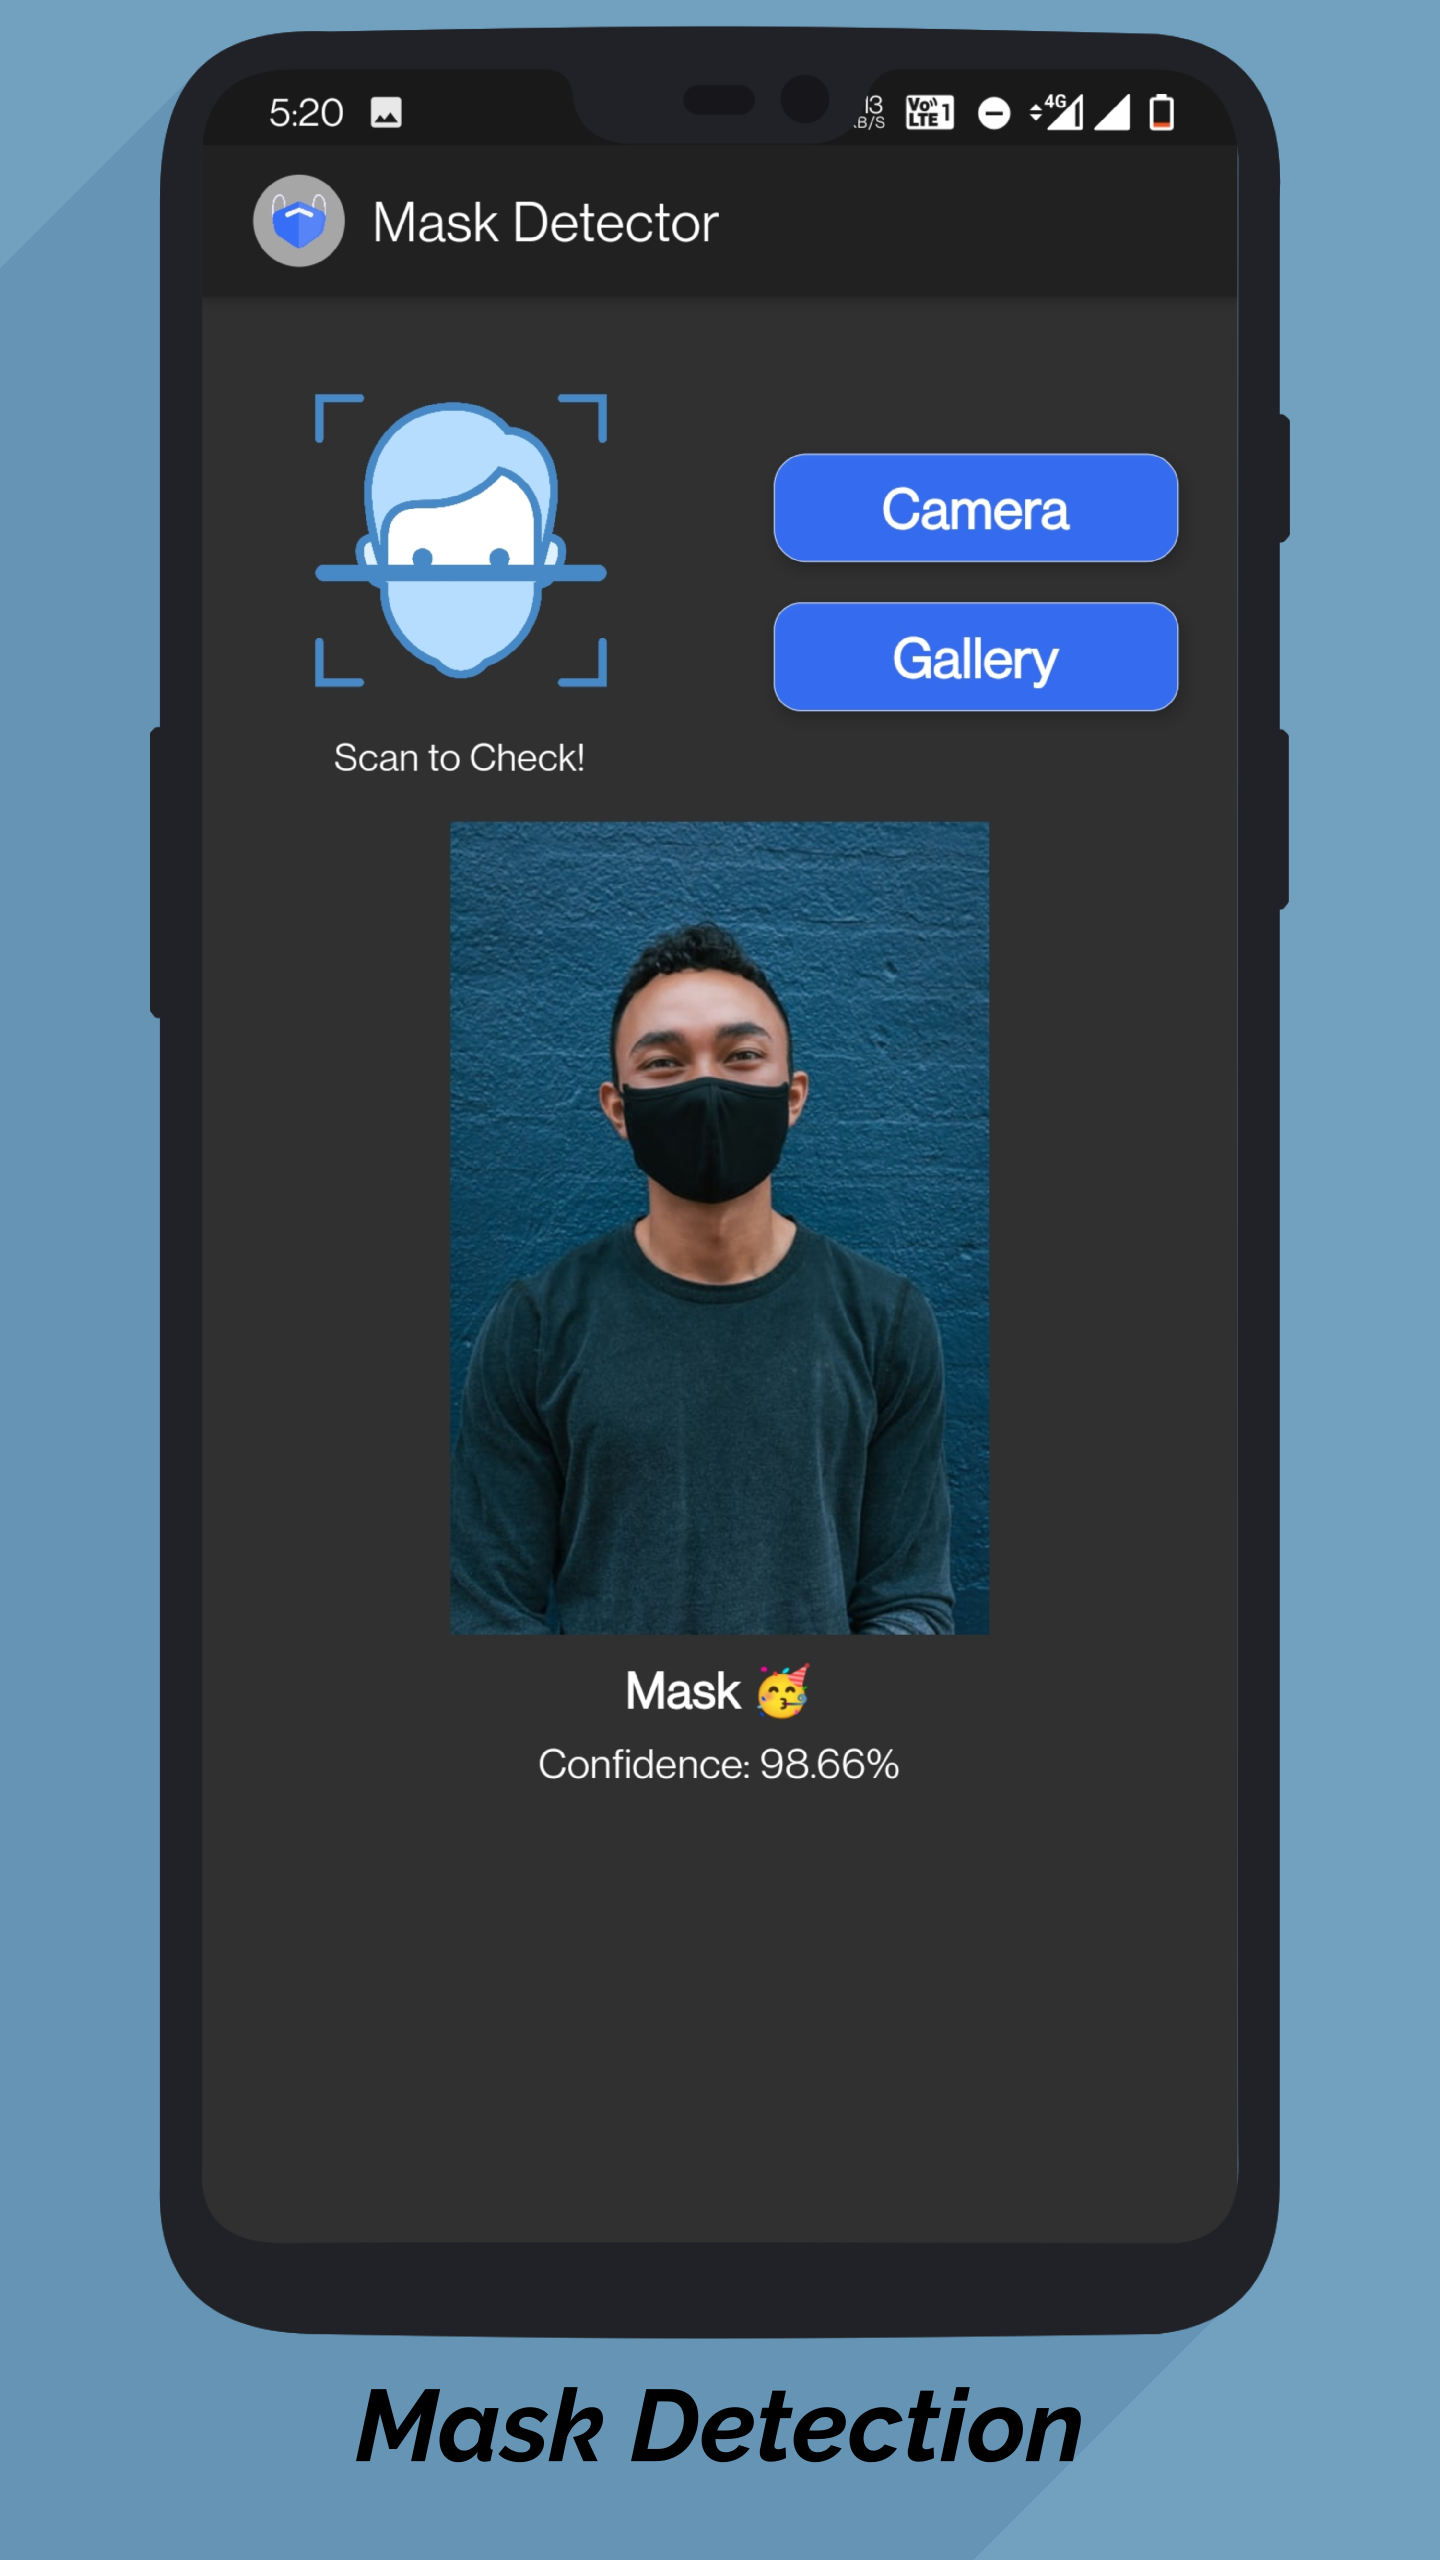 5:20
Vo)) LTE 1
4G
Mask Detector
Camera
Gallery
Scan to Check!
Mask 🥳
Confidence: 98.66%
Mask Detection